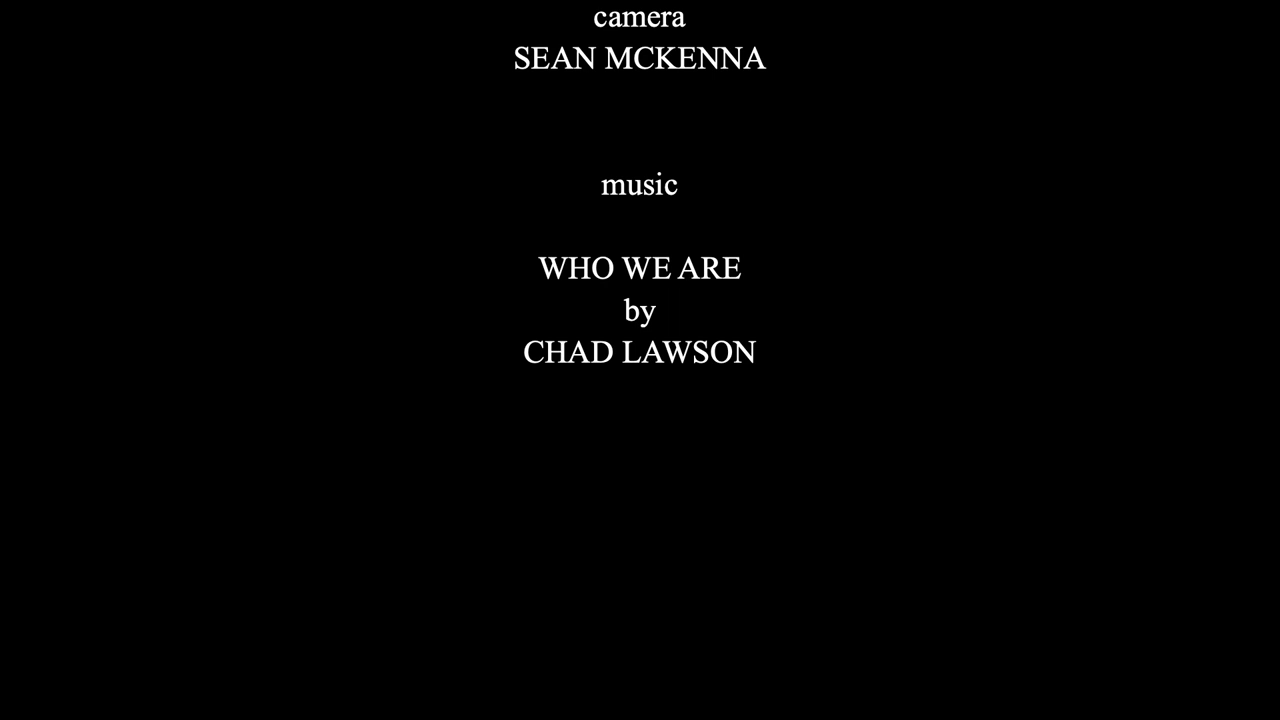 camera
SEAN MCKENNA
music
WHO WE ARE
by
CHAD LAWSON